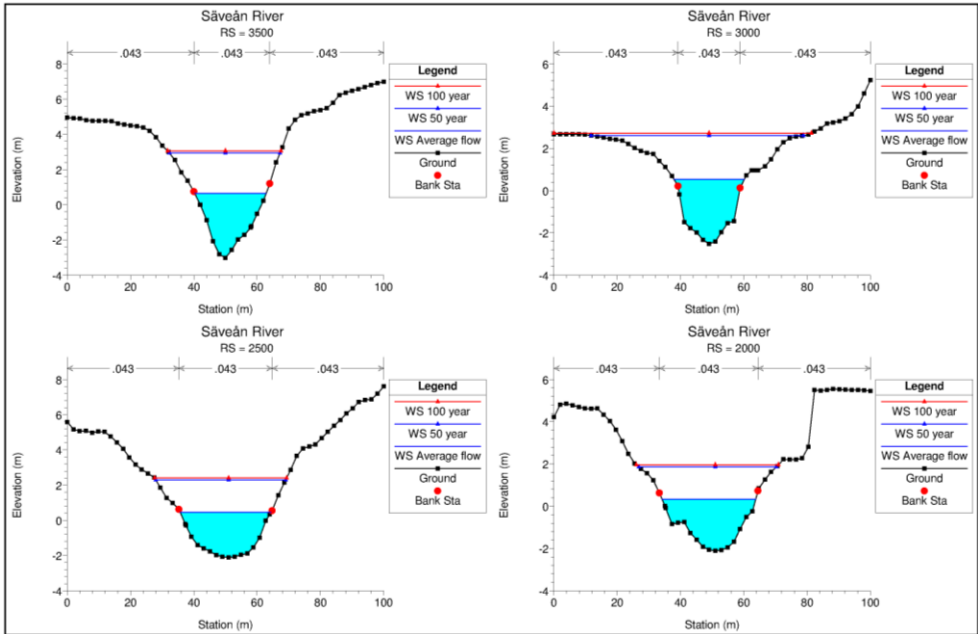 Säveån River
RS = 3500
.043 .043 .043
8
6
4
2
0
-2
-4
Elevation (m)
0 20 40 60 80 100
Station (m)
Legend
WS 100 year
WS 50 year
WS Average flow
Ground
Bank Sta
Säveån River
RS = 3000
.043 .043 .043
6
4
2
0
-2
-4
Elevation (m)
0 20 40 60 80 100
Station (m)
Legend
WS 100 year
WS 50 year
WS Average flow
Ground
Bank Sta
Säveån River
RS = 2500
.043 .043 .043
8
6
4
2
0
-2
-4
Elevation (m)
0 20 40 60 80 100
Station (m)
Legend
WS 100 year
WS 50 year
WS Average flow
Ground
Bank Sta
Säveån River
RS = 2000
.043 .043 .043
6
4
2
0
-2
-4
Elevation (m)
0 20 40 60 80 100
Station (m)
Legend
WS 100 year
WS 50 year
WS Average flow
Ground
Bank Sta